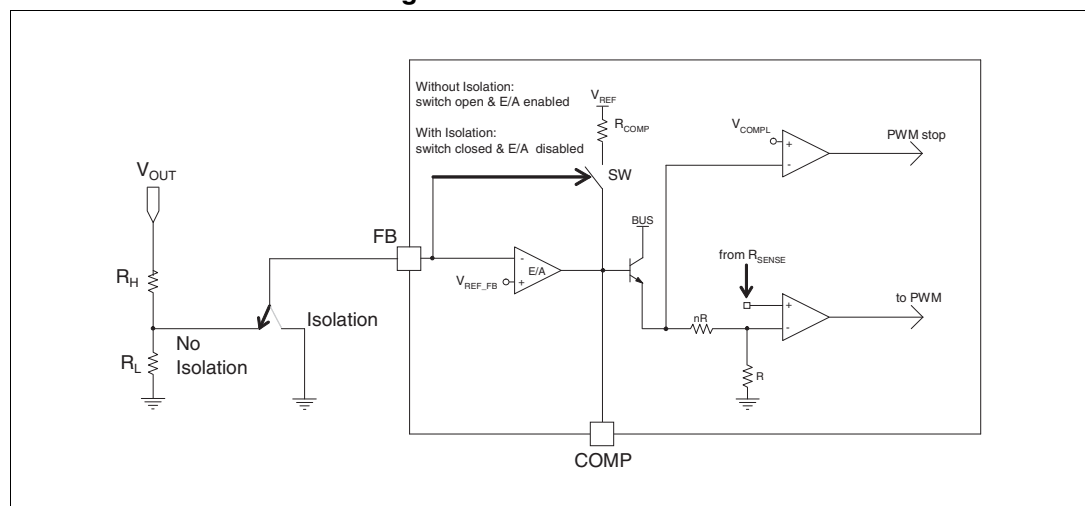 Without Isolation:
switch open & E/A enabled
With Isolation:
switch closed & E/A disabled
VREF
RCOMP
SW
VCOMPL
+
-
PWM stop
VOUT
FB
BUS
-
E/A
VREF_FB
+
from RSENSE
+
-
to PWM
nR
R
RH
Isolation
No
Isolation
RL
COMP